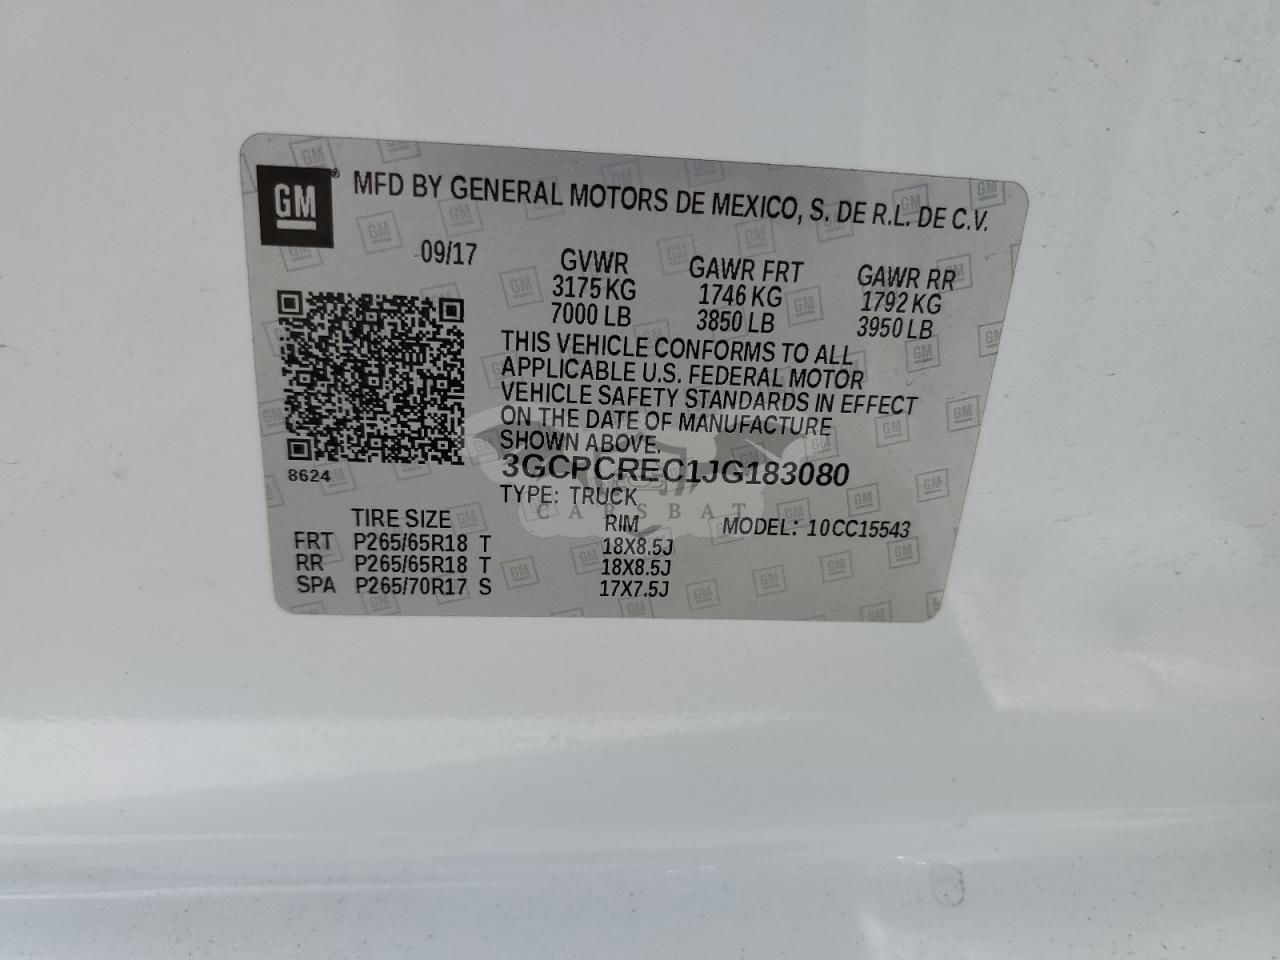 GM MFD BY GENERAL MOTORS DE MEXICO, S. DE R.L. DE C.V.
09/17 GVWR GAWR FRT GAWR RR
3175 KG 1746 KG 1792 KG
7000 LB 3850 LB 3950 LB
THIS VEHICLE CONFORMS TO ALL
APPLICABLE U.S. FEDERAL MOTOR
VEHICLE SAFETY STANDARDS IN EFFECT
ON THE DATE OF MANUFACTURE
SHOWN ABOVE.
8624 3GCPCREC1JG183080
TYPE: TRUCK
CARSBAT
TIRE SIZE RIM MODEL: 10CC15543
FRT P265/65R18 T 18X8.5J
RR P265/65R18 T 18X8.5J
SPA P265/70R17 S 17X7.5J